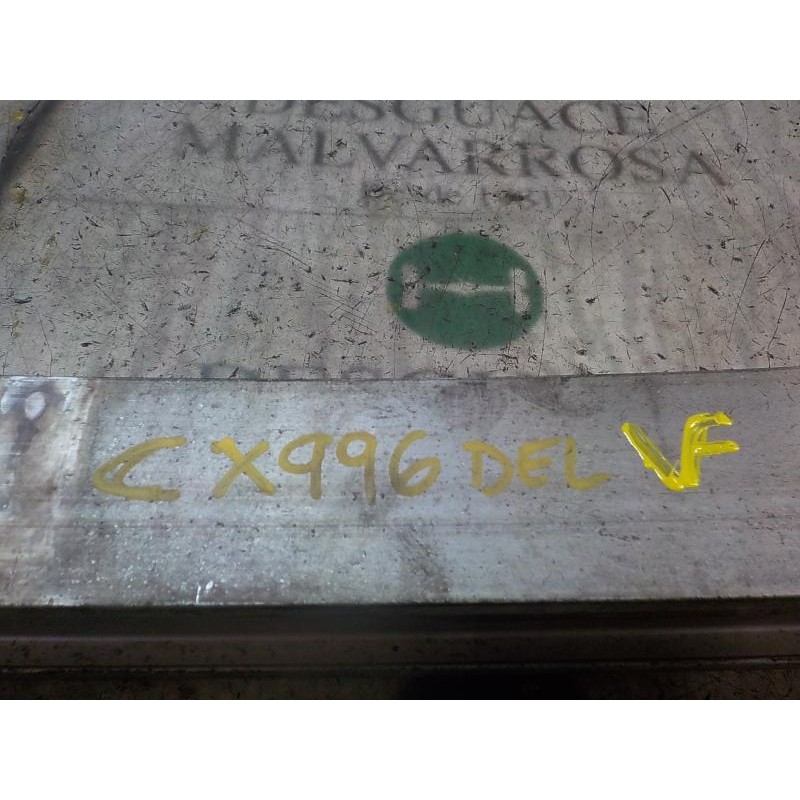 DESGUACE
MALVARROSA
CX996 DEL VF